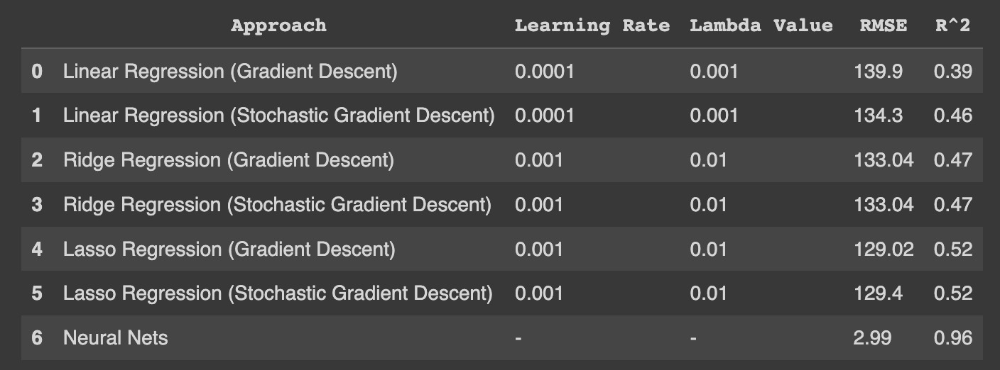 Approach Learning Rate Lambda Value RMSE R^2
0 Linear Regression (Gradient Descent) 0.0001 0.001 139.9 0.39
1 Linear Regression (Stochastic Gradient Descent) 0.0001 0.001 134.3 0.46
2 Ridge Regression (Gradient Descent) 0.001 0.01 133.04 0.47
3 Ridge Regression (Stochastic Gradient Descent) 0.001 0.01 133.04 0.47
4 Lasso Regression (Gradient Descent) 0.001 0.01 129.02 0.52
5 Lasso Regression (Stochastic Gradient Descent) 0.001 0.01 129.4 0.52
6 Neural Nets - - 2.99 0.96